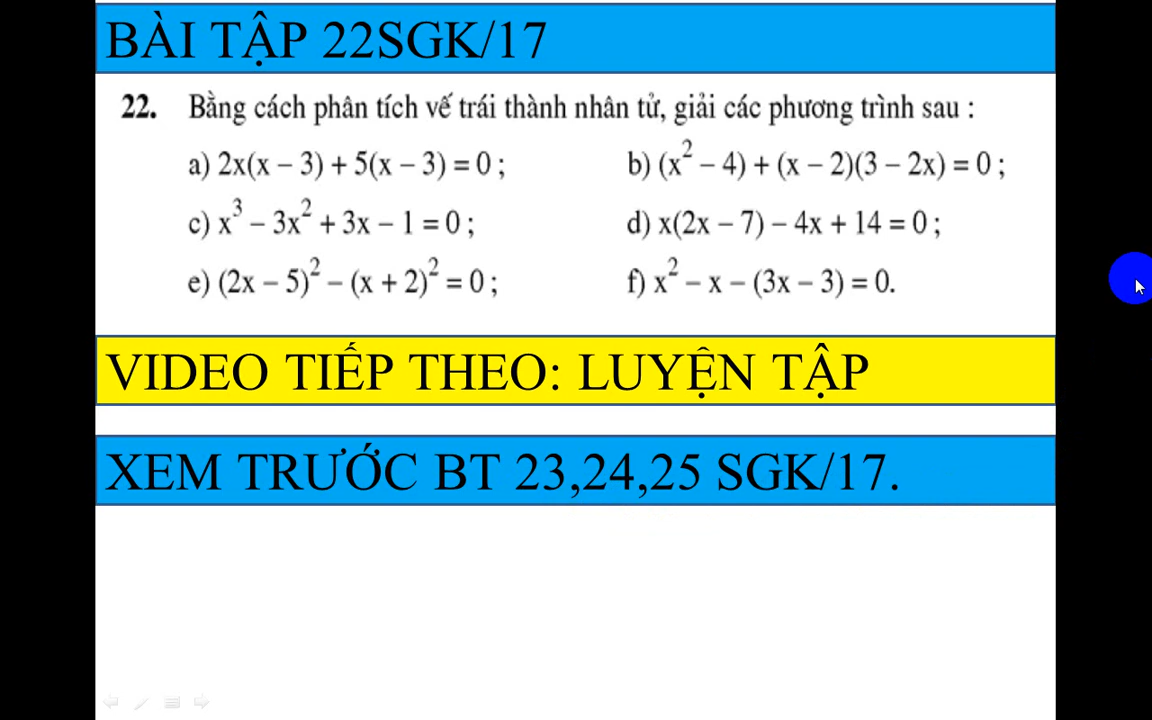 BÀI TẬP 22SGK/17
22. Bằng cách phân tích vế trái thành nhân tử, giải các phương trình sau :
a) 2x(x – 3) + 5(x – 3) = 0 ; b) (x² – 4) + (x – 2)(3 – 2x) = 0 ;
c) x³ – 3x² + 3x – 1 = 0 ; d) x(2x – 7) – 4x + 14 = 0 ;
e) (2x – 5)² – (x + 2)² = 0 ; f) x² – x – (3x – 3) = 0.
VIDEO TIẾP THEO: LUYỆN TẬP
XEM TRƯỚC BT 23,24,25 SGK/17.